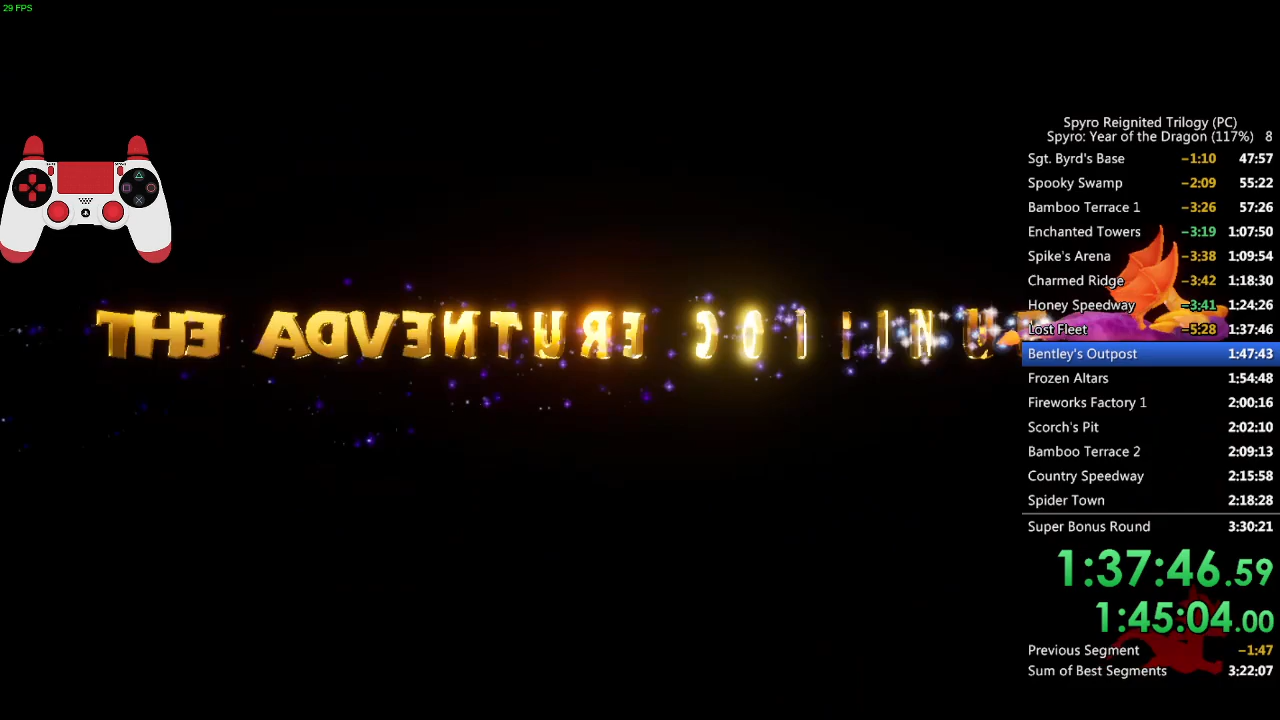 29 FPS
Spyro Reignited Trilogy (PC)
Spyro: Year of the Dragon (117%) 8
Sgt. Byrd's Base −1:10 47:57
Spooky Swamp −2:09 55:22
Bamboo Terrace 1 −3:26 57:26
Enchanted Towers −3:19 1:07:50
Spike's Arena −3:38 1:09:54
Charmed Ridge −3:42 1:18:30
Honey Speedway −3:41 1:24:26
Lost Fleet −5:28 1:37:46
THE ADVENTURE CONTINU
Bentley's Outpost 1:47:43
Frozen Altars 1:54:48
Fireworks Factory 1 2:00:16
Scorch's Pit 2:02:10
Bamboo Terrace 2 2:09:13
Country Speedway 2:15:58
Spider Town 2:18:28
Super Bonus Round 3:30:21
1:37:46.59
1:45:04.00
Previous Segment −1:47
Sum of Best Segments 3:22:07